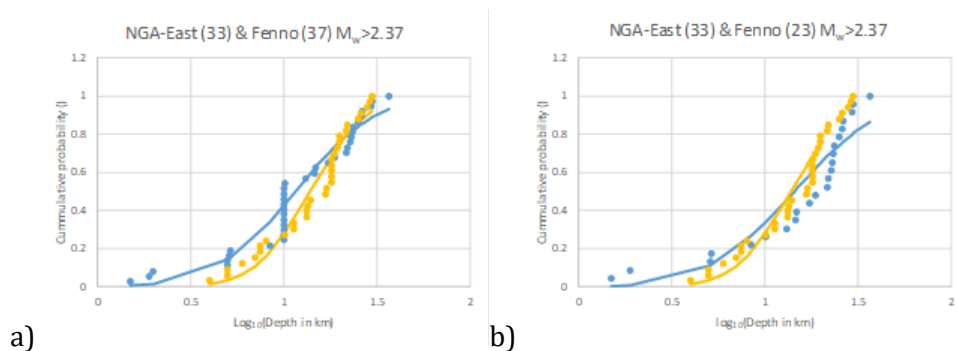 NGA-East (33) & Fenno (37) Mw>2.37
Cummulative probability ()
1.2
1
0.8
0.6
0.4
0.2
0
0 0.5 1 1.5 2
Log10(Depth in km)
a)
NGA-East (33) & Fenno (23) Mw>2.37
Cummulative probability ()
1.2
1
0.8
0.6
0.4
0.2
0
0 0.5 1 1.5 2
Log10(Depth in km)
b)